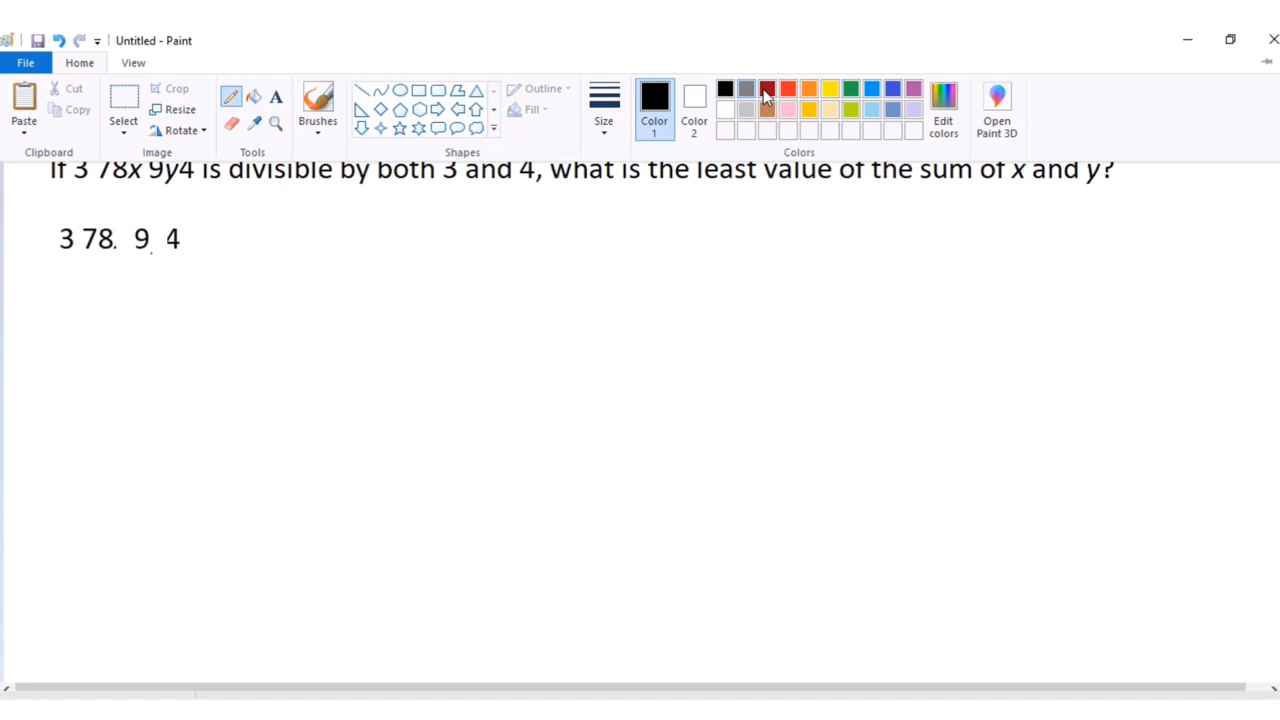 Untitled - Paint
File Home View
Paste
Cut
Copy
Clipboard
Select
Crop
Resize
Rotate
Image
A
Tools
Brushes
Outline
Fill
Shapes
Size
Color 1
Color 2
Edit colors
Colors
Open Paint 3D
If 3 78x 9y4 is divisible by both 3 and 4, what is the least value of the sum of x and y?
3 78 9 4